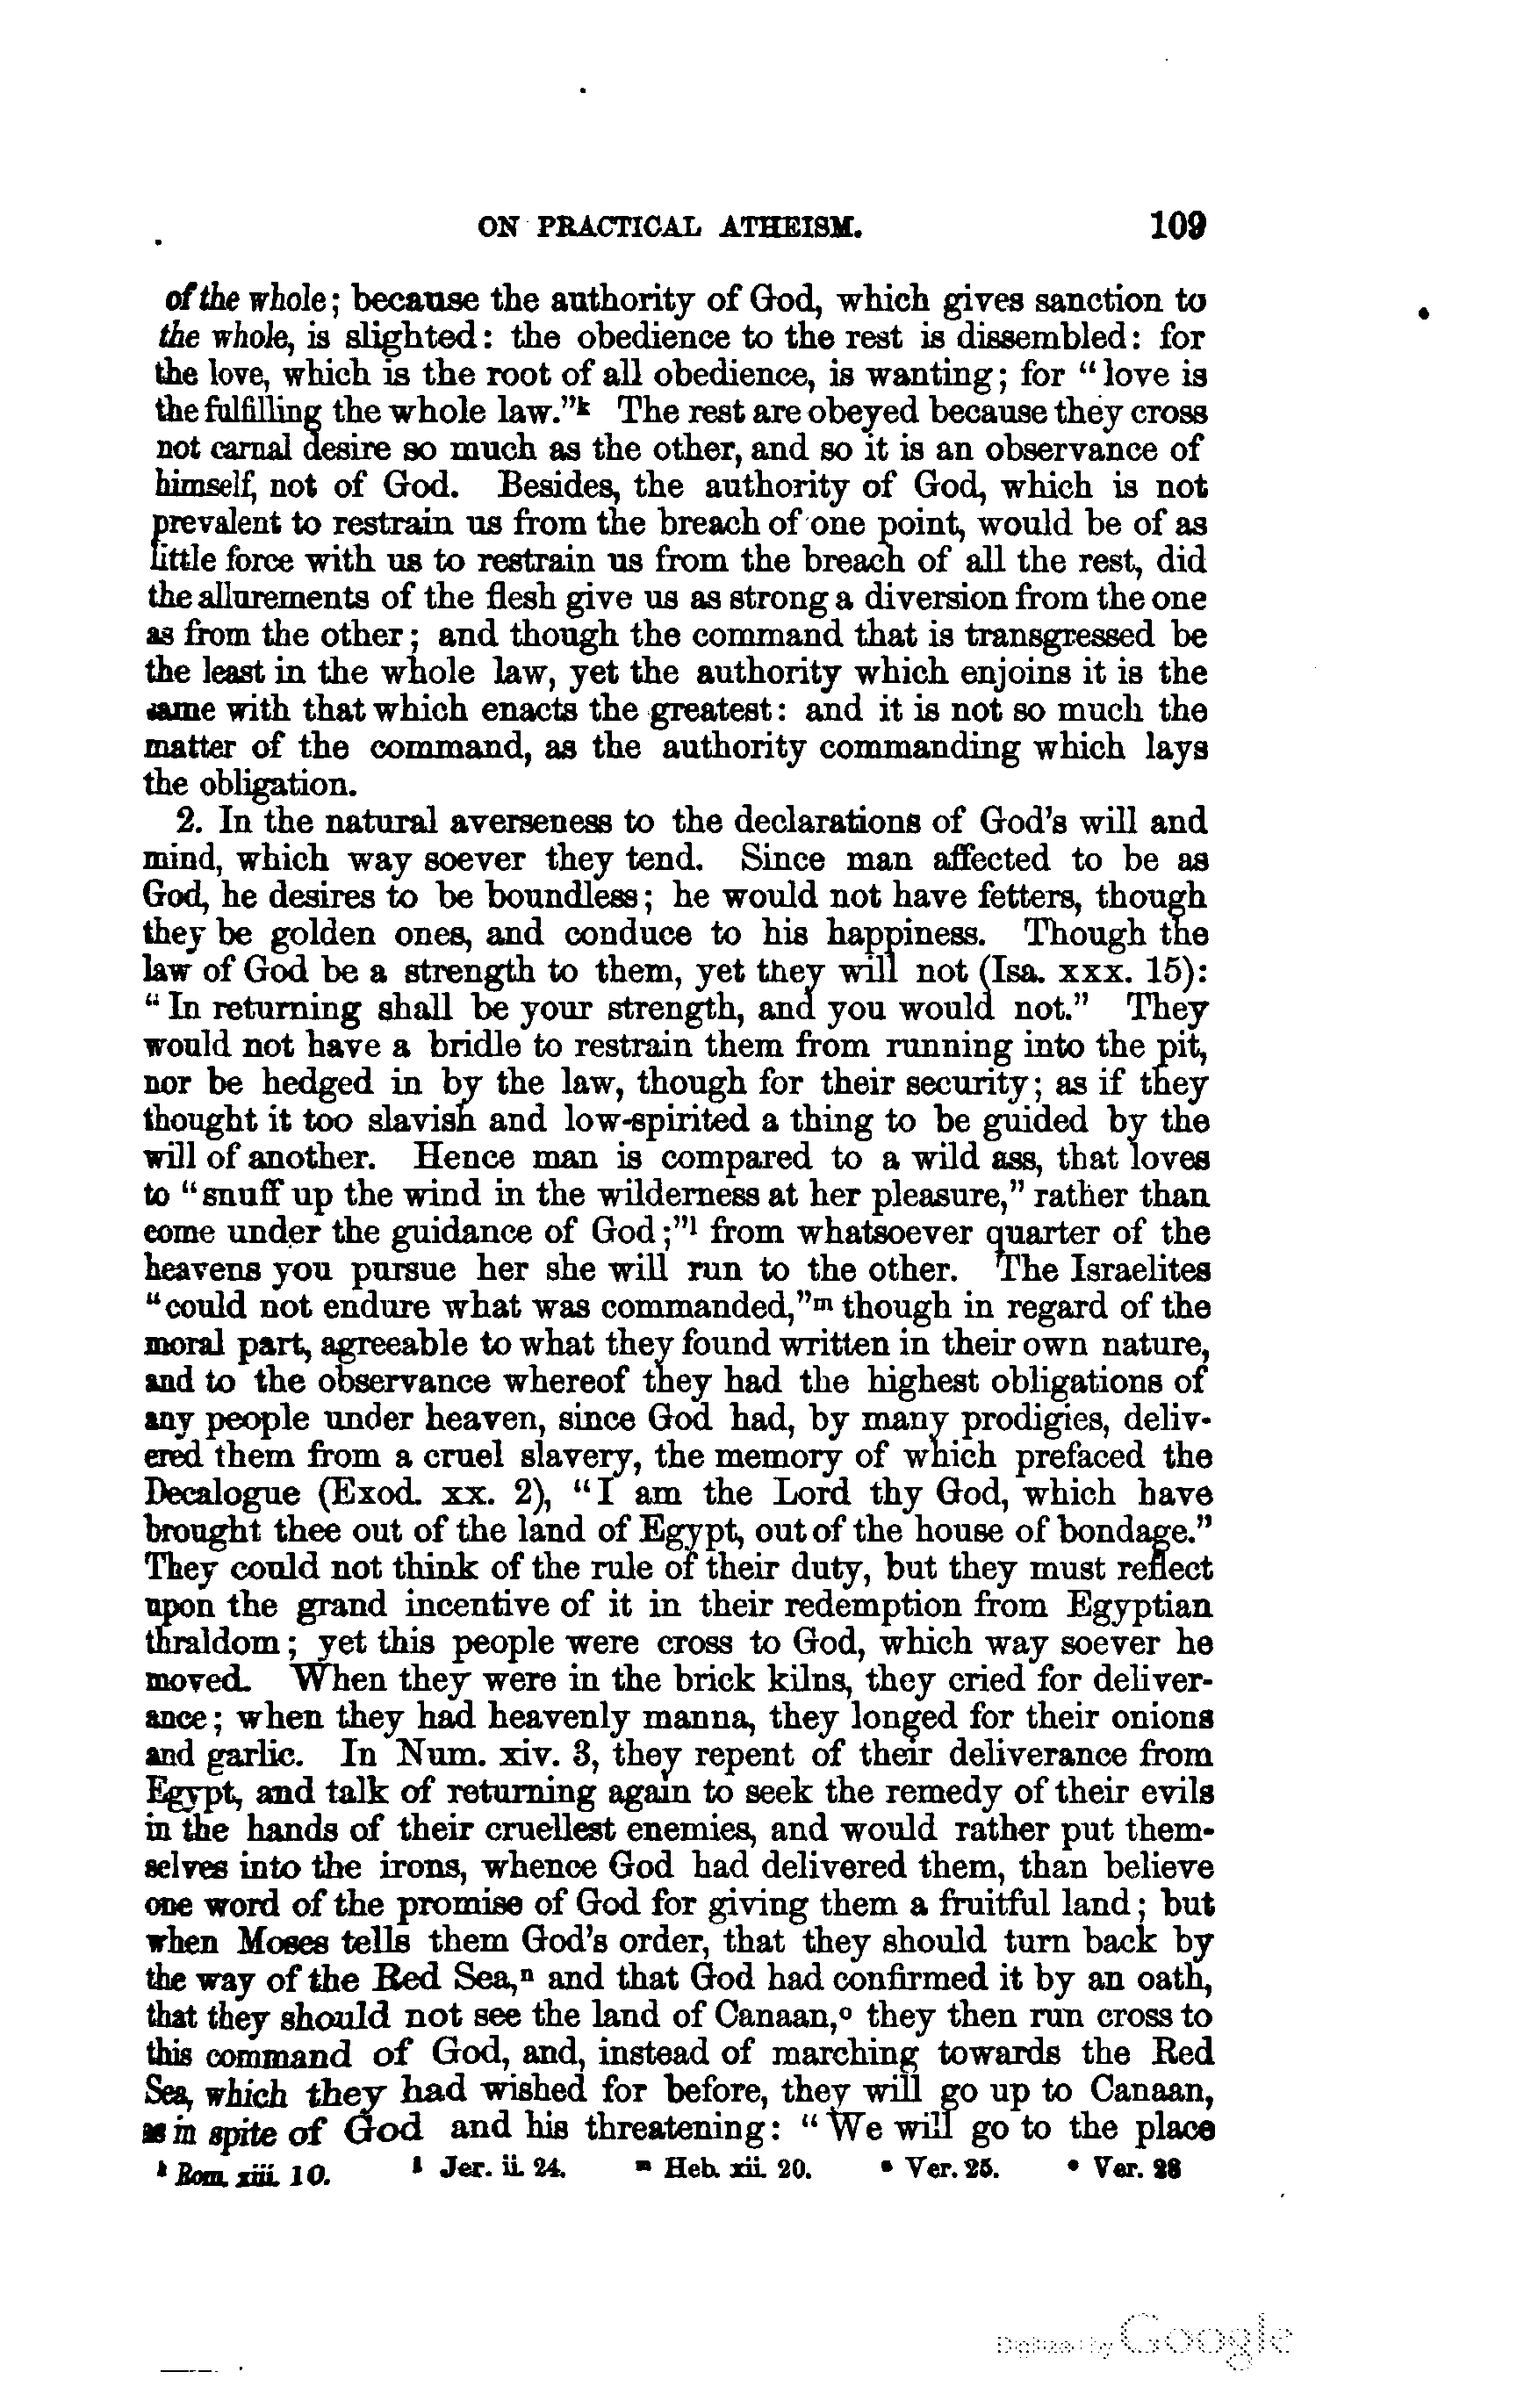 ON PRACTICAL ATHEISM. 109
of the whole; because the authority of God, which gives sanction to
the whole, is slighted: the obedience to the rest is dissembled: for
the love, which is the root of all obedience, is wanting; for “love is
the fulfilling the whole law.”k The rest are obeyed because they cross
not carnal desire so much as the other, and so it is an observance of
himself, not of God. Besides, the authority of God, which is not
prevalent to restrain us from the breach of one point, would be of as
little force with us to restrain us from the breach of all the rest, did
the allurements of the flesh give us as strong a diversion from the one
as from the other; and though the command that is transgressed be
the least in the whole law, yet the authority which enjoins it is the
same with that which enacts the greatest: and it is not so much the
matter of the command, as the authority commanding which lays
the obligation.
2. In the natural averseness to the declarations of God’s will and
mind, which way soever they tend. Since man affected to be as
God, he desires to be boundless; he would not have fetters, though
they be golden ones, and conduce to his happiness. Though the
law of God be a strength to them, yet they will not (Isa. xxx. 15):
“In returning shall be your strength, and you would not.” They
would not have a bridle to restrain them from running into the pit,
nor be hedged in by the law, though for their security; as if they
thought it too slavish and low-spirited a thing to be guided by the
will of another. Hence man is compared to a wild ass, that loves
to “snuff up the wind in the wilderness at her pleasure,” rather than
come under the guidance of God;”l from whatsoever quarter of the
heavens you pursue her she will run to the other. The Israelites
“could not endure what was commanded,”m though in regard of the
moral part, agreeable to what they found written in their own nature,
and to the observance whereof they had the highest obligations of
any people under heaven, since God had, by many prodigies, deliv-
ered them from a cruel slavery, the memory of which prefaced the
Decalogue (Exod. xx. 2), “I am the Lord thy God, which have
brought thee out of the land of Egypt, out of the house of bondage.”
They could not think of the rule of their duty, but they must reflect
upon the grand incentive of it in their redemption from Egyptian
thraldom; yet this people were cross to God, which way soever he
moved. When they were in the brick kilns, they cried for deliver-
ance; when they had heavenly manna, they longed for their onions
and garlic. In Num. xiv. 3, they repent of their deliverance from
Egypt, and talk of returning again to seek the remedy of their evils
in the hands of their cruellest enemies, and would rather put them-
selves into the irons, whence God had delivered them, than believe
one word of the promise of God for giving them a fruitful land; but
when Moses tells them God’s order, that they should turn back by
the way of the Red Sea,n and that God had confirmed it by an oath,
that they should not see the land of Canaan,o they then run cross to
this command of God, and, instead of marching towards the Red
Sea, which they had wished for before, they will go up to Canaan,
as in spite of God and his threatening: “We will go to the place
k Rom. xiii. 10. l Jer. ii. 24. m Heb. xii. 20. n Ver. 25. o Ver. 28
Digitized by Google